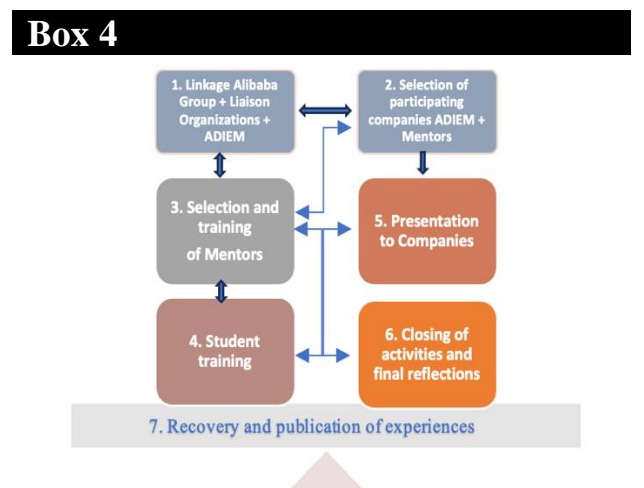 Box 4
1. Linkage Alibaba
Group + Liaison
Organizations +
ADIEM
2. Selection of
participating
companies ADIEM +
Mentors
3. Selection and
training
of Mentors
5. Presentation
to Companies
4. Student
training
6. Closing of
activities and
final reflections
7. Recovery and publication of experiences